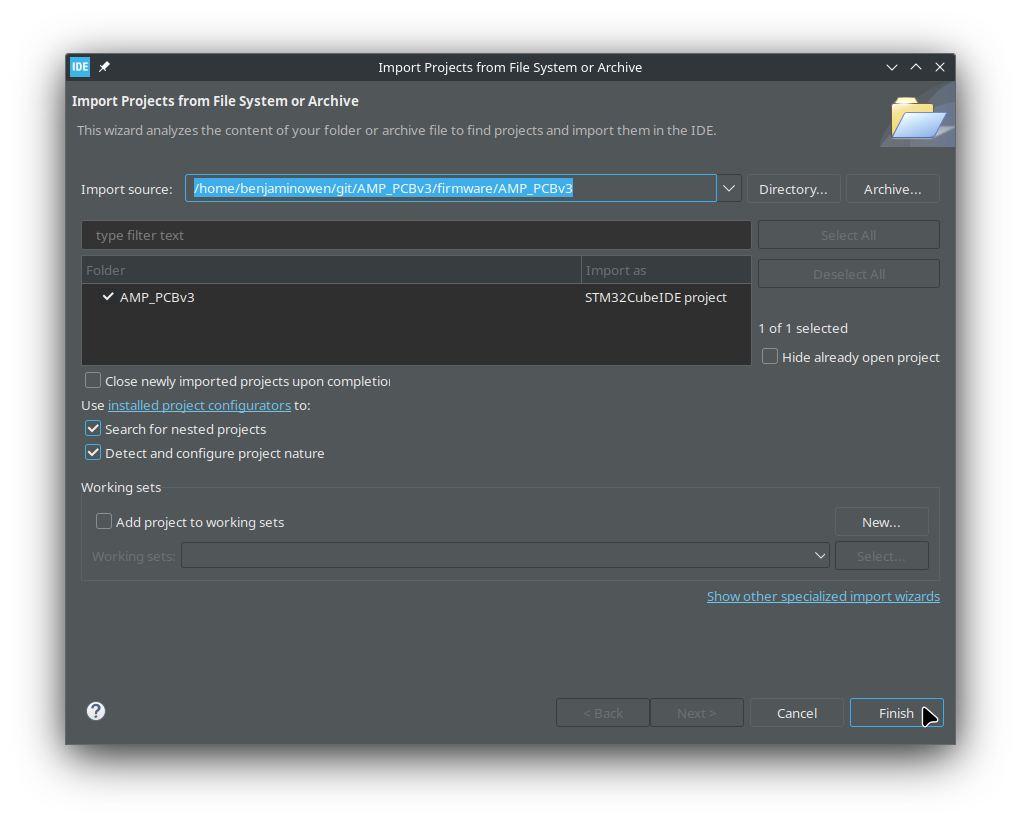 IDE Import Projects from File System or Archive
Import Projects from File System or Archive
This wizard analyzes the content of your folder or archive file to find projects and import them in the IDE.
Import source: /home/benjaminowen/git/AMP_PCBv3/firmware/AMP_PCBv3 Directory... Archive...
type filter text Select All
Folder Import as Deselect All
AMP_PCBv3 STM32CubeIDE project
1 of 1 selected
Hide already open project
Close newly imported projects upon completion
Use installed project configurators to:
Search for nested projects
Detect and configure project nature
Working sets
Add project to working sets New...
Working sets: Select...
Show other specialized import wizards
? < Back Next > Cancel Finish